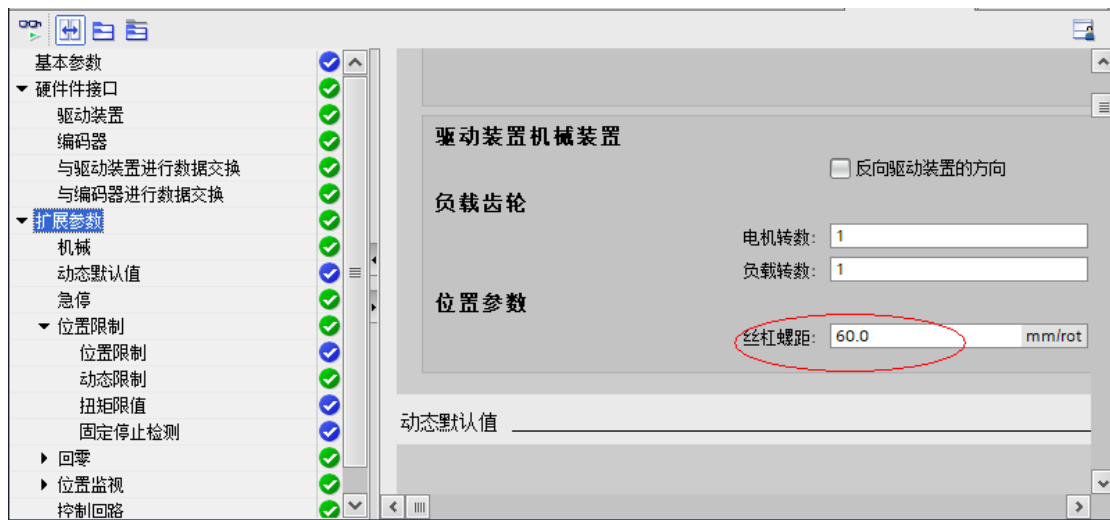 基本参数
硬件件接口
驱动装置
编码器
与驱动装置进行数据交换
与编码器进行数据交换
扩展参数
机械
动态默认值
急停
位置限制
位置限制
动态限制
扭矩限值
固定停止检测
回零
位置监视
控制回路
驱动装置机械装置
反向驱动装置的方向
负载齿轮
电机转数: 1
负载转数: 1
位置参数
丝杠螺距: 60.0 mm/rot
动态默认值